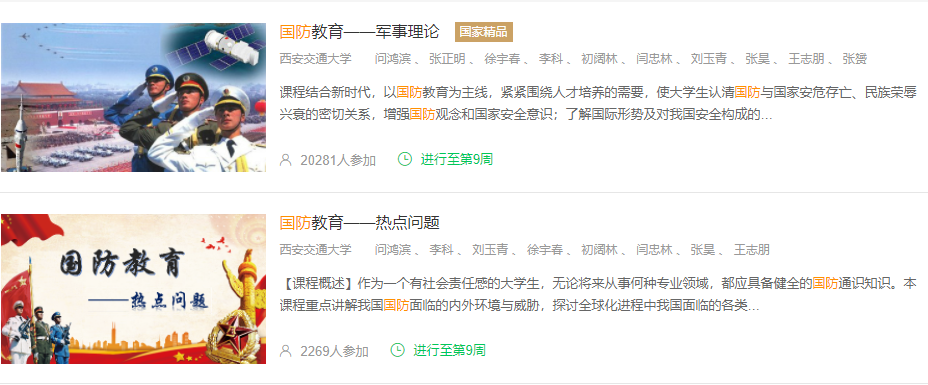 国防教育——军事理论 国家精品
西安交通大学 问鸿滨 、 张正明 、 徐宇春 、 李科 、 初阔林 、 闫忠林 、 刘玉青 、 张昊 、 王志朋 、 张赟
课程结合新时代，以国防教育为主线，紧紧围绕人才培养的需要，使大学生认清国防与国家安危存亡、民族荣辱
兴衰的密切关系，增强国防观念和国家安全意识；了解国际形势及对我国安全构成的...
20281人参加 进行至第9周
国防教育
——热点问题
国防教育——热点问题
西安交通大学 问鸿滨 、 李科 、 刘玉青 、 徐宇春 、 初阔林 、 闫忠林 、 张昊 、 王志朋
【课程概述】作为一个有社会责任感的大学生，无论将来从事何种专业领域，都应具备健全的国防通识知识。本
课程重点讲解我国国防面临的内外环境与威胁，探讨全球化进程中我国面临的各类...
2269人参加 进行至第9周